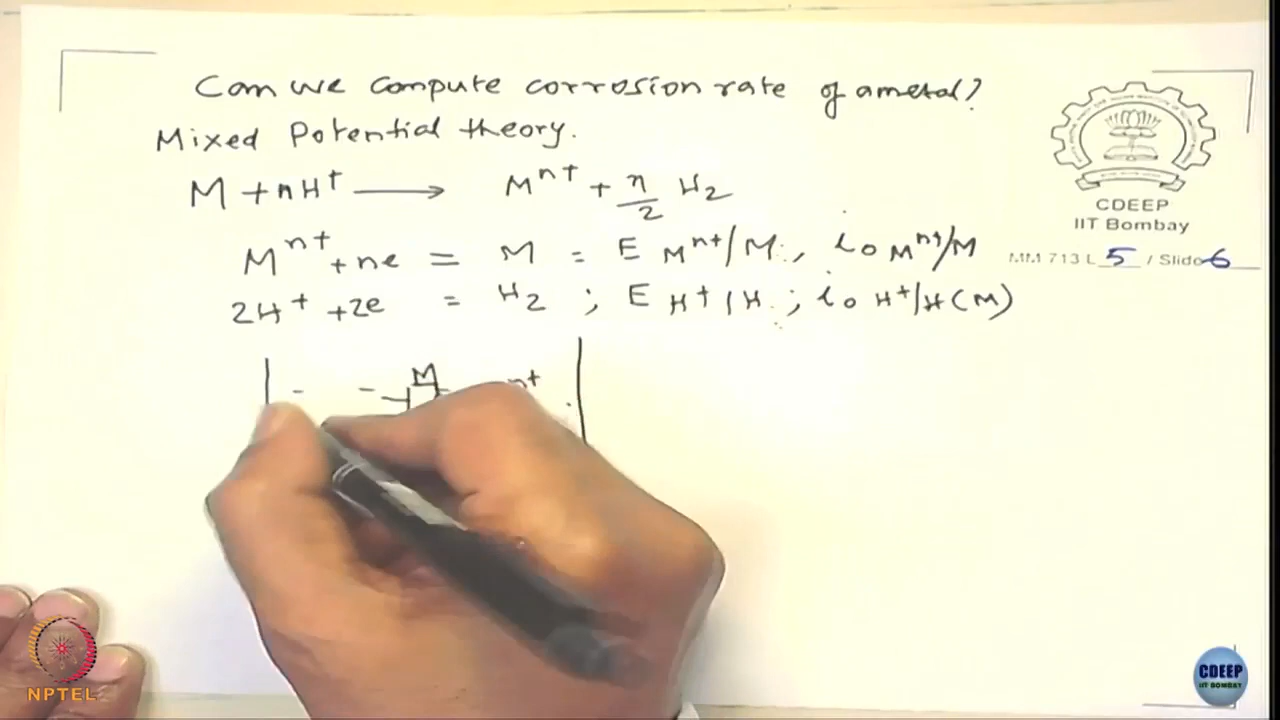 Can we compute corrosion rate of a metal?
Mixed Potential theory.
M + nH⁺ ⟶ Mⁿ⁺ + n/2 H₂
Mⁿ⁺ + ne = M = E Mⁿ⁺/M, i₀ Mⁿ⁺/M
2H⁺ + 2e = H₂ ; E H⁺/H ; i₀ H⁺/H(M)
M
n+
CDEEP
IIT Bombay
MM 713 L 5 / Slide 6
NPTEL
CDEEP
IIT BOMBAY